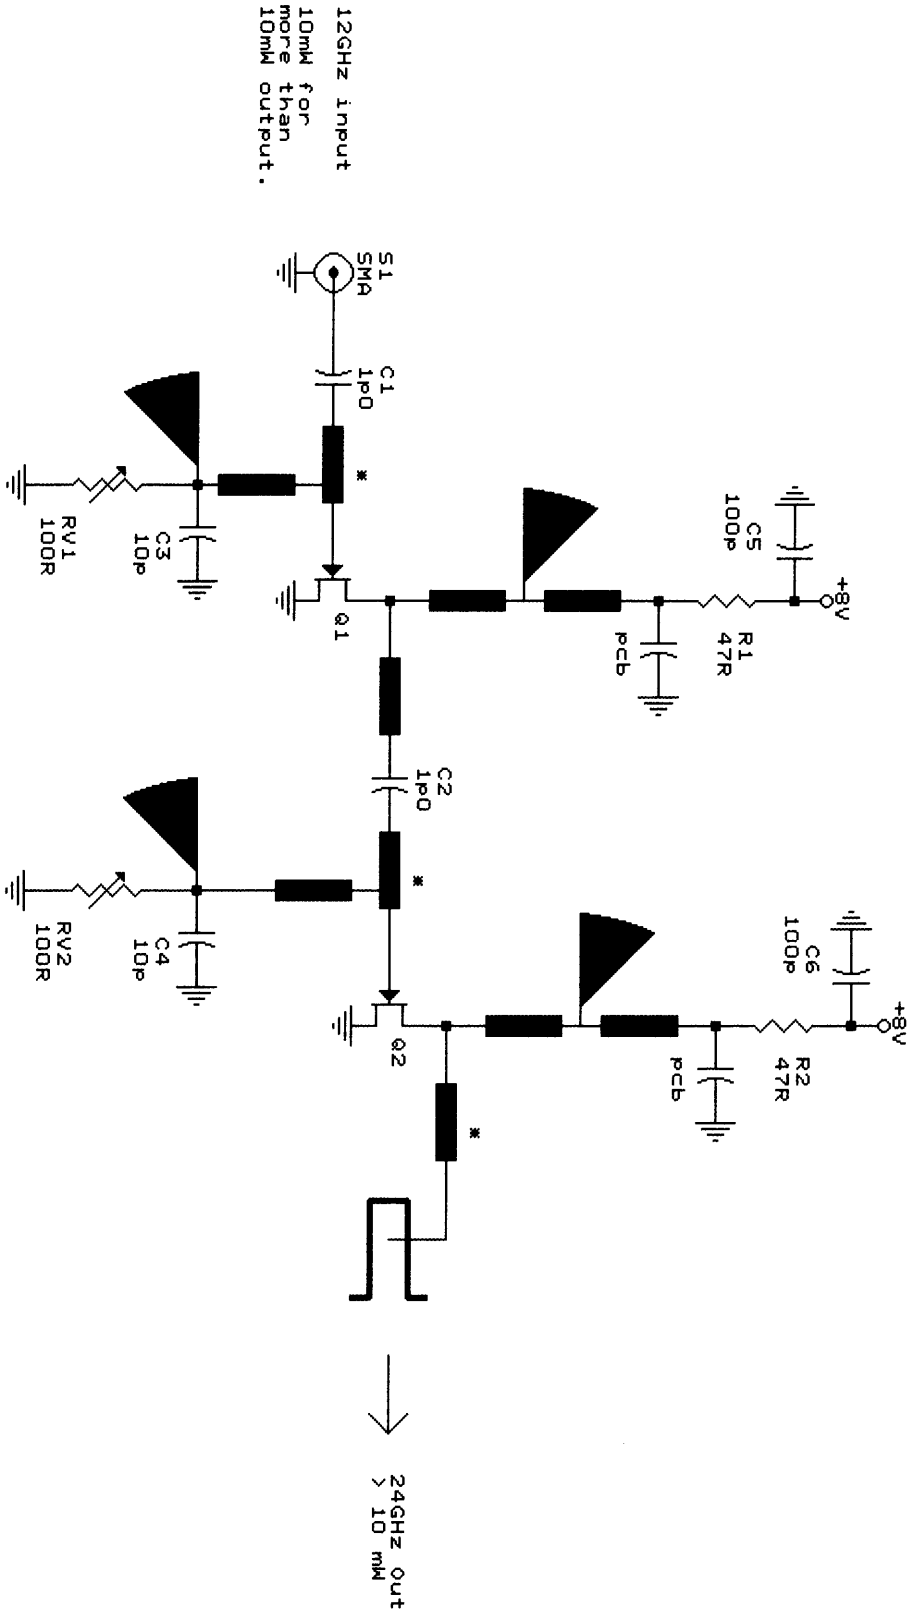 12GHz input
10mW for
more than
10mW output.
S1
SMA
C1
1p0
*
RV1
100R
C3
10p
Q1
C5
100p
+8V
R1
47R
pcb
C2
1p0
*
RV2
100R
C4
10p
Q2
C6
100p
+8V
R2
47R
pcb
*
24GHz Out
> 10 mW